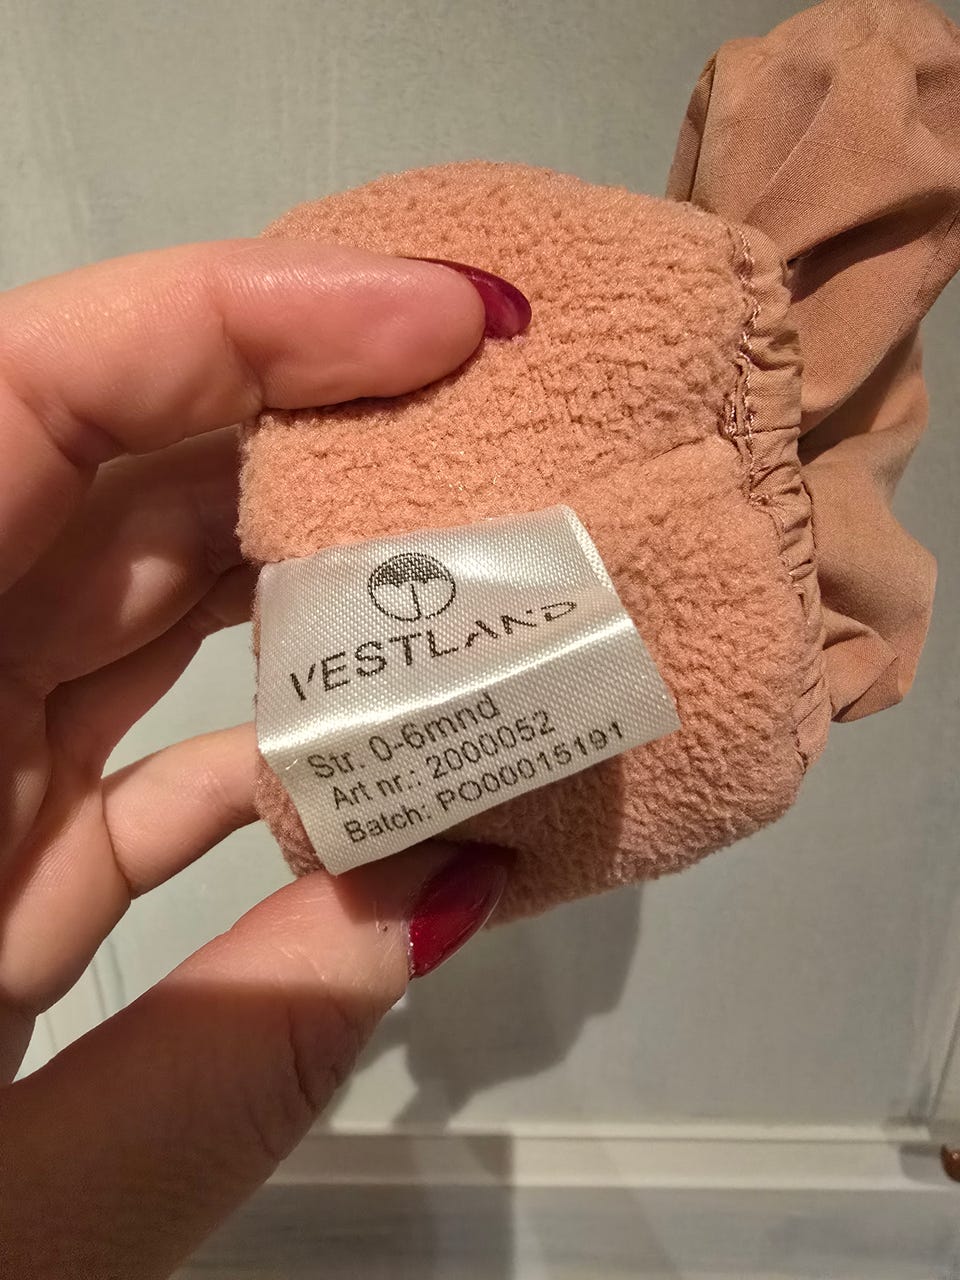 VESTLAND
Str: 0-6mnd
Art nr.: 2000052
Batch: PO00015191